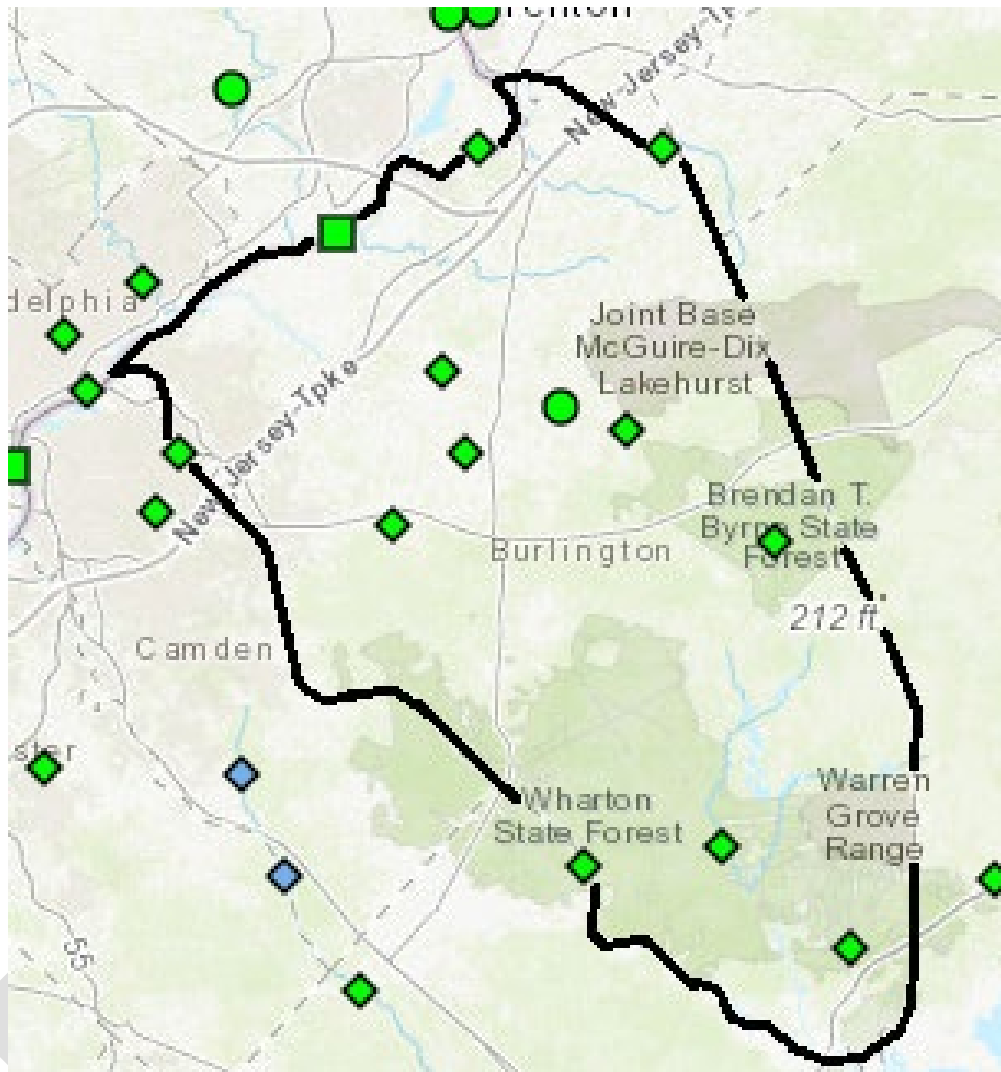 New-Jersey-Tp
delphia
Joint Base
McGuire-Dix
Lakehurst
New Jersey-Tpke
Brendan T.
Byrne State
Forest
Burlington
212 ft
Camden
ster
Warren
Grove
Range
Wharton
State Forest
55